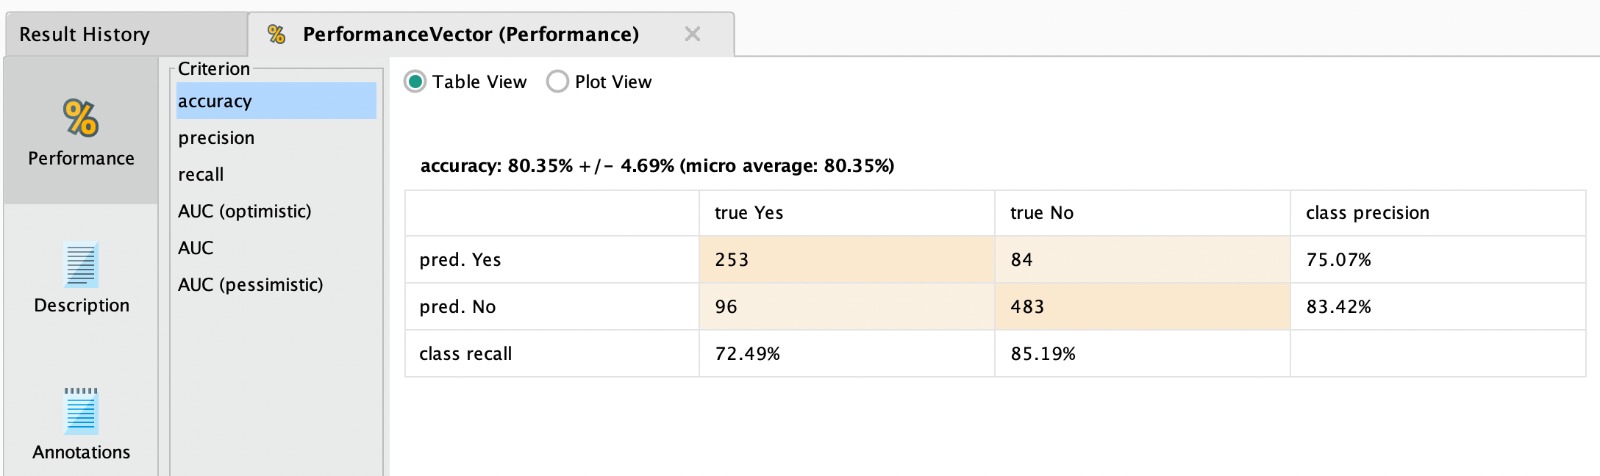 Result History
PerformanceVector (Performance)
Performance
Description
Annotations
Criterion
accuracy
precision
recall
AUC (optimistic)
AUC
AUC (pessimistic)
Table View Plot View
accuracy: 80.35% +/- 4.69% (micro average: 80.35%)
true Yes true No class precision
pred. Yes 253 84 75.07%
pred. No 96 483 83.42%
class recall 72.49% 85.19%